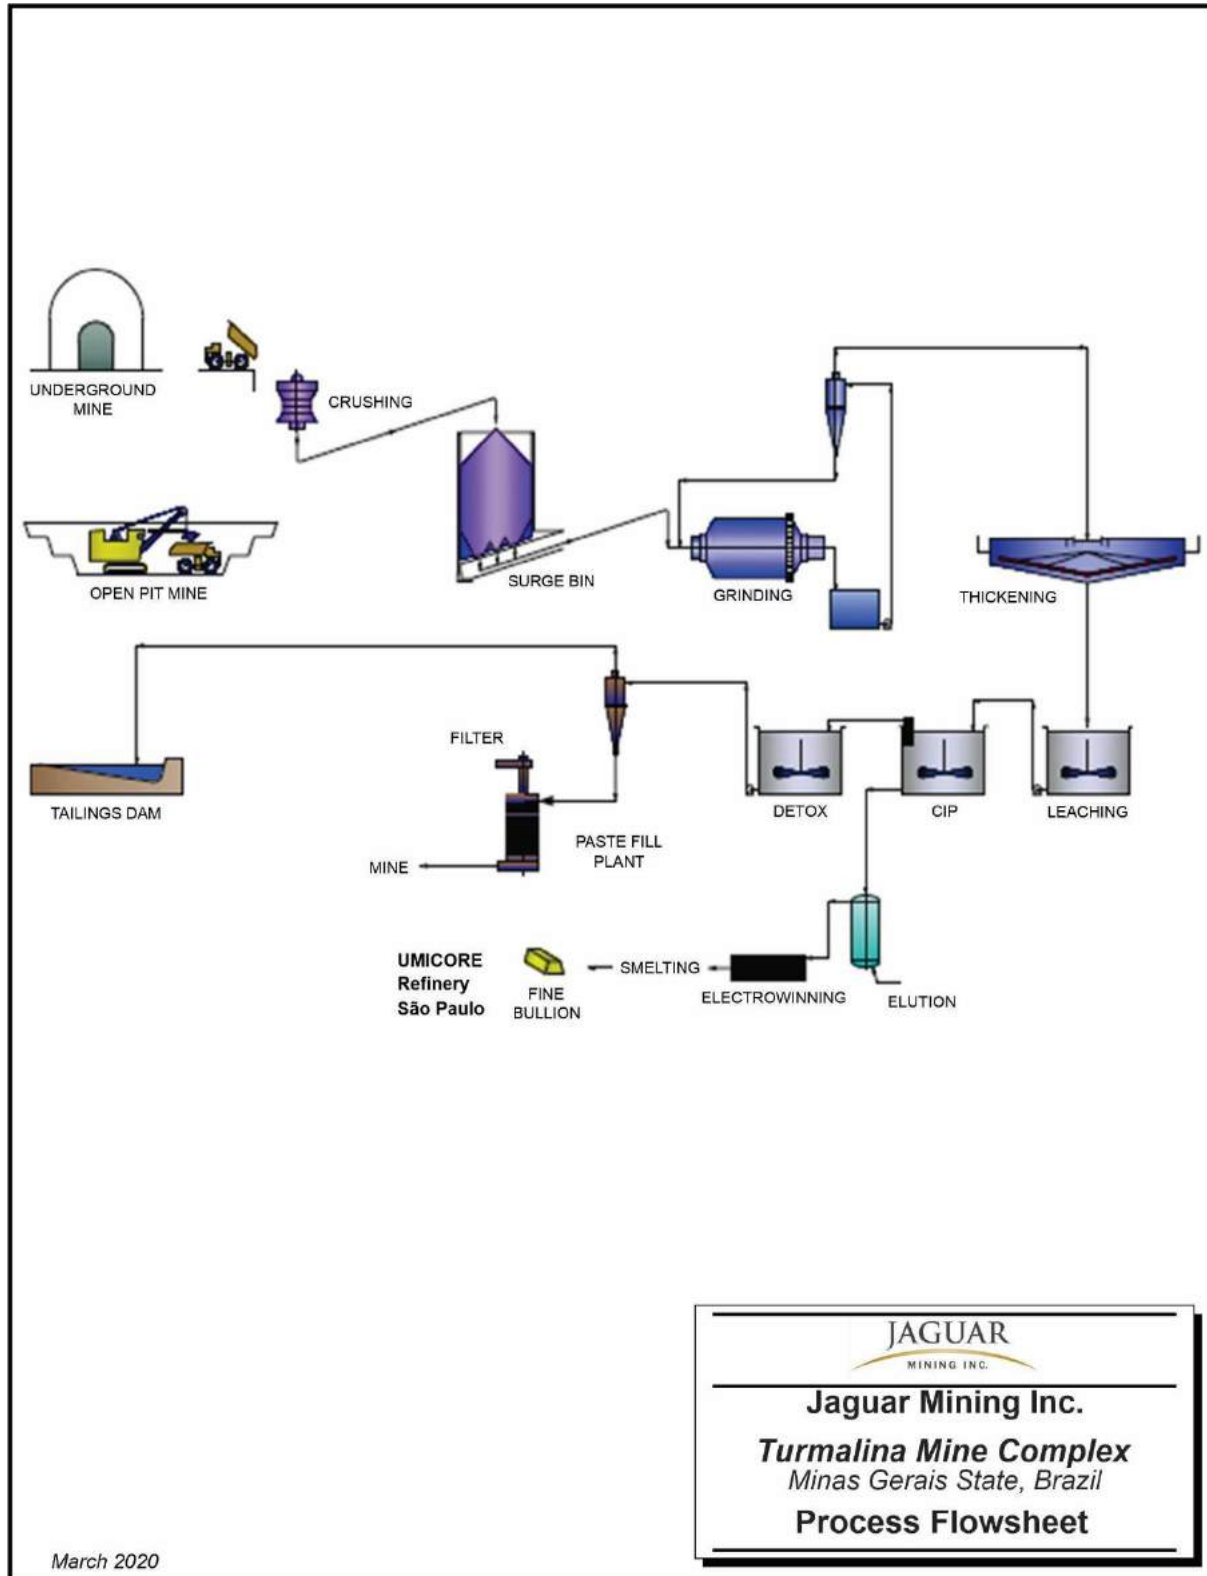 UNDERGROUND
MINE
CRUSHING
OPEN PIT MINE
SURGE BIN
GRINDING
THICKENING
TAILINGS DAM
FILTER
MINE
PASTE FILL
PLANT
DETOX
CIP
LEACHING
UMICORE
Refinery
São Paulo
FINE
BULLION
SMELTING
ELECTROWINNING
ELUTION
JAGUAR
MINING INC.
Jaguar Mining Inc.
Turmalina Mine Complex
Minas Gerais State, Brazil
Process Flowsheet
March 2020